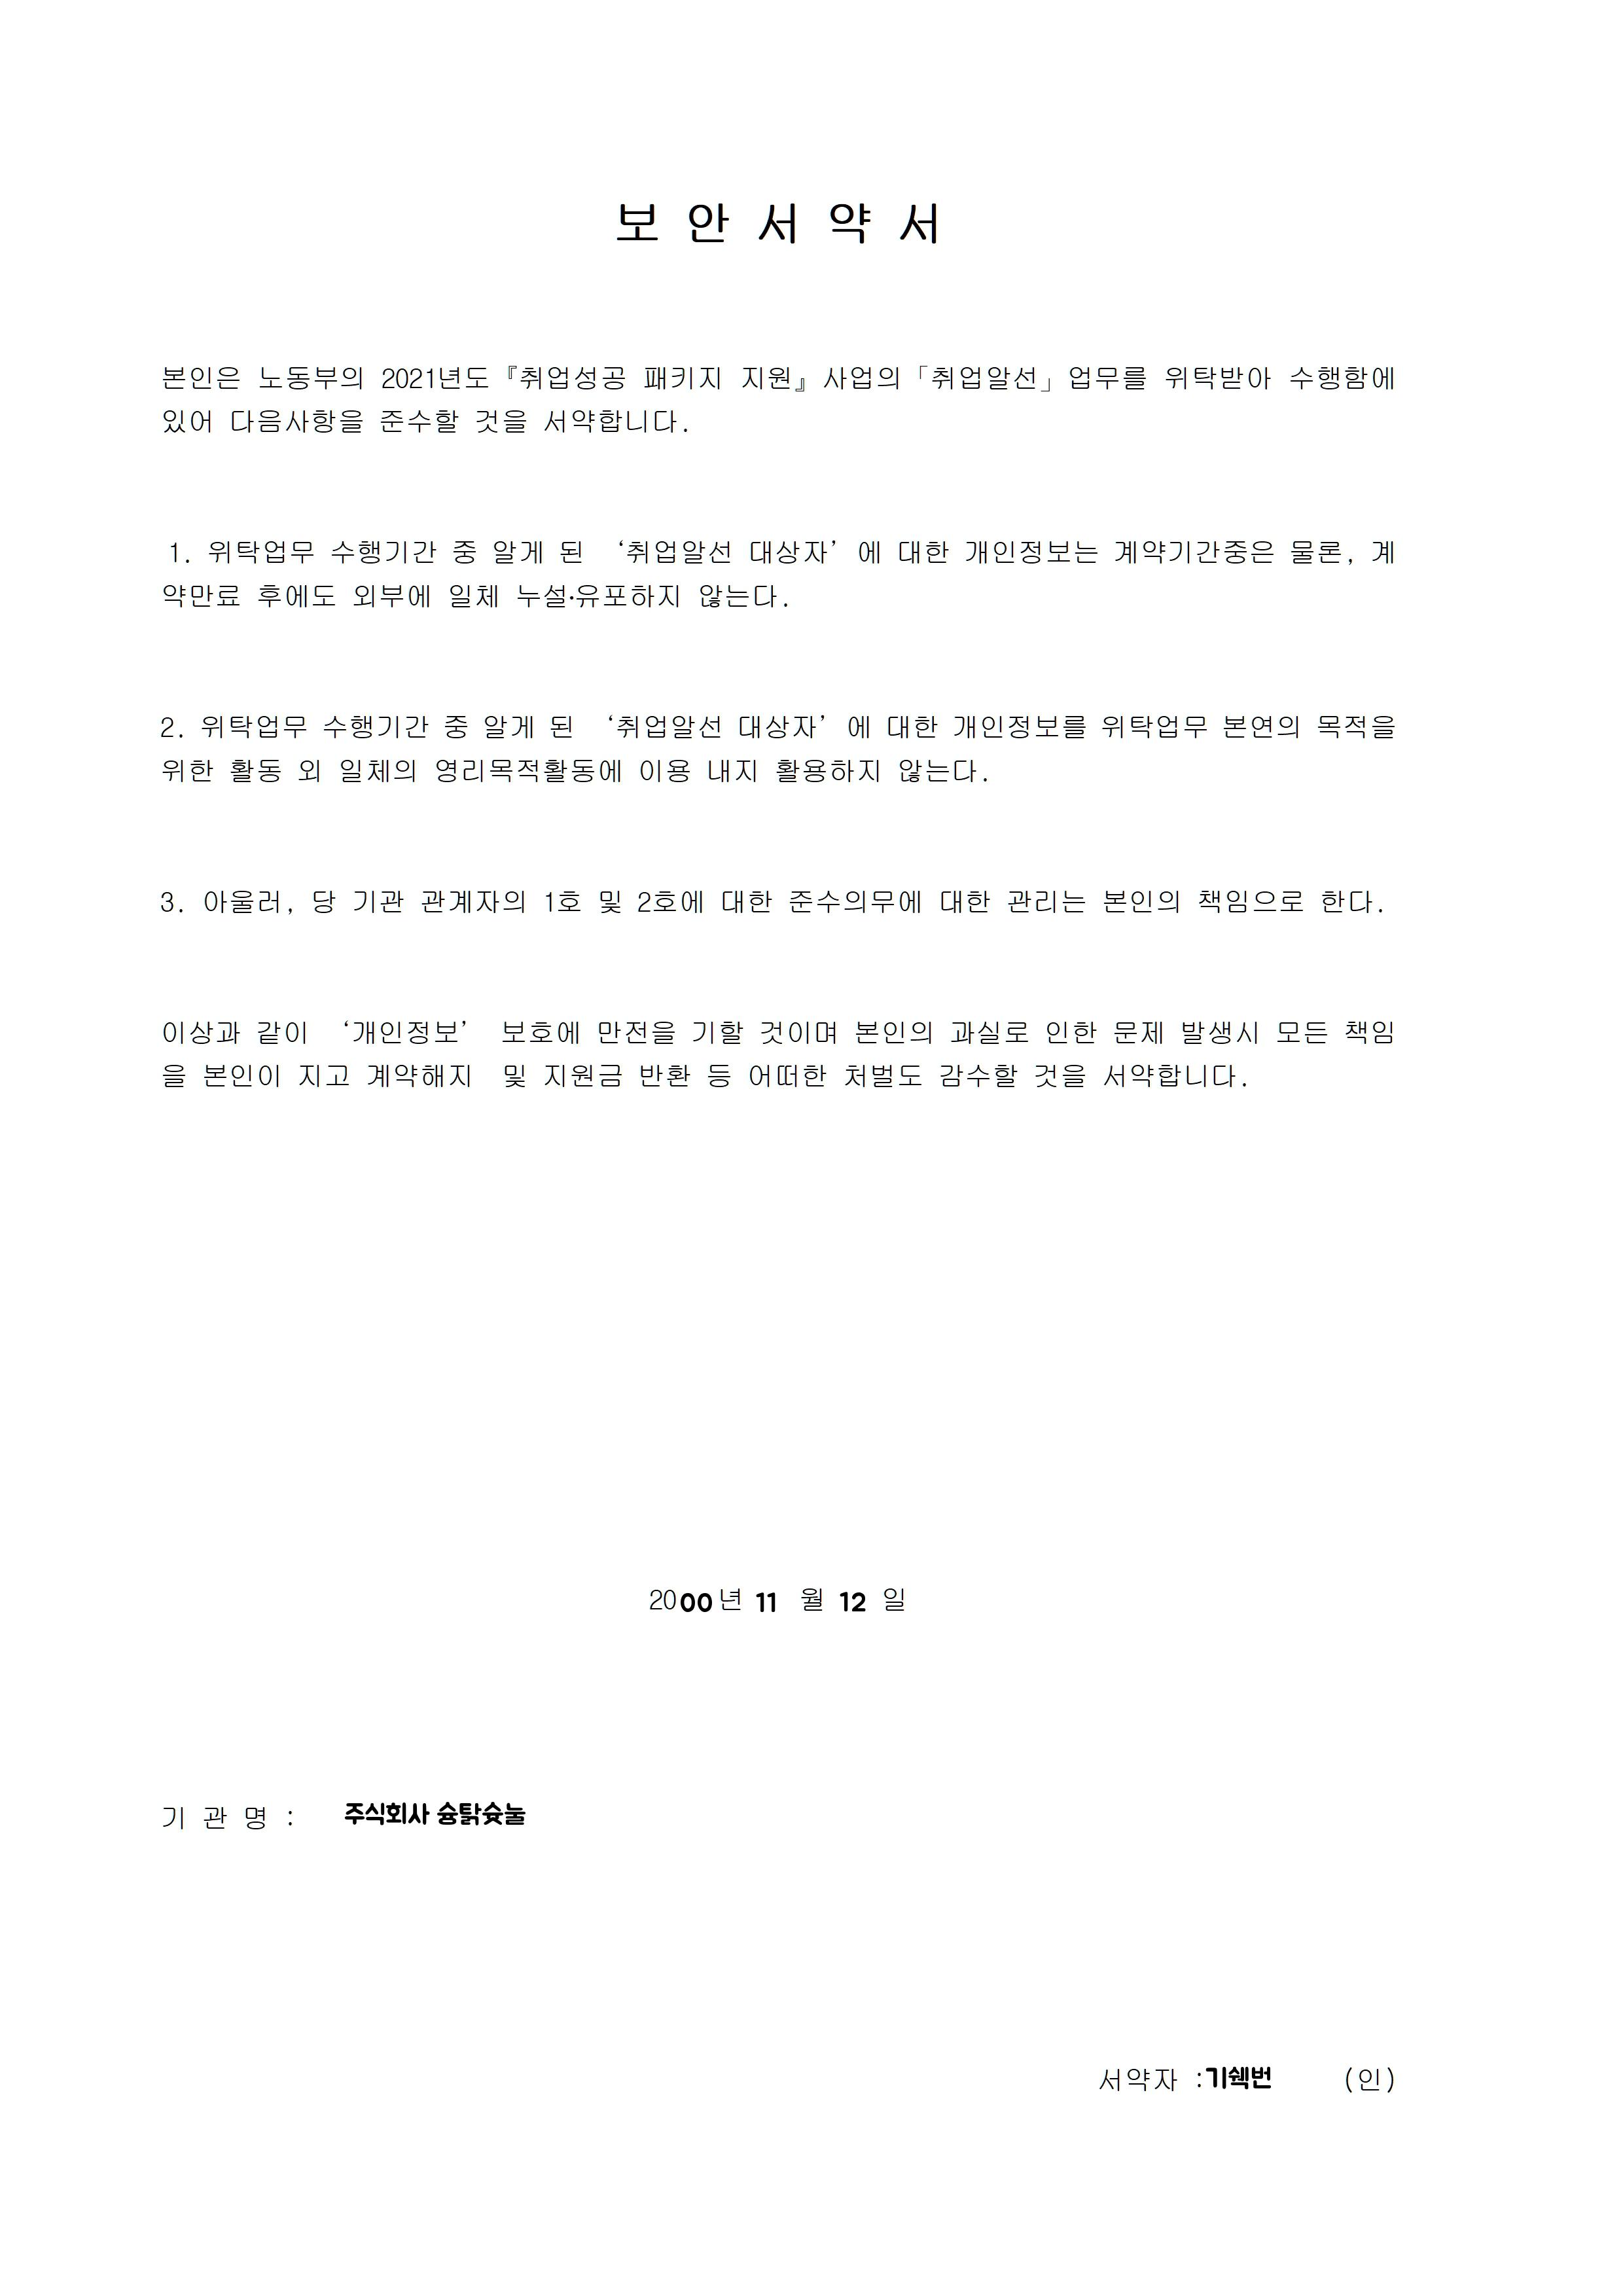 보 안 서 약 서
본인은 노동부의 2021년도『취업성공 패키지 지원』사업의「취업알선」업무를 위탁받아 수행함에
있어 다음사항을 준수할 것을 서약합니다.
1. 위탁업무 수행기간 중 알게 된 ‘취업알선 대상자’에 대한 개인정보는 계약기간중은 물론, 계
약만료 후에도 외부에 일체 누설·유포하지 않는다.
2. 위탁업무 수행기간 중 알게 된 ‘취업알선 대상자’에 대한 개인정보를 위탁업무 본연의 목적을
위한 활동 외 일체의 영리목적활동에 이용 내지 활용하지 않는다.
3. 아울러, 당 기관 관계자의 1호 및 2호에 대한 준수의무에 대한 관리는 본인의 책임으로 한다.
이상과 같이 ‘개인정보’ 보호에 만전을 기할 것이며 본인의 과실로 인한 문제 발생시 모든 책임
을 본인이 지고 계약해지 및 지원금 반환 등 어떠한 처벌도 감수할 것을 서약합니다.
2000년 11 월 12 일
기 관 명 : 주식회사 슝탉슞눌
서약자 :기쉑번 (인)